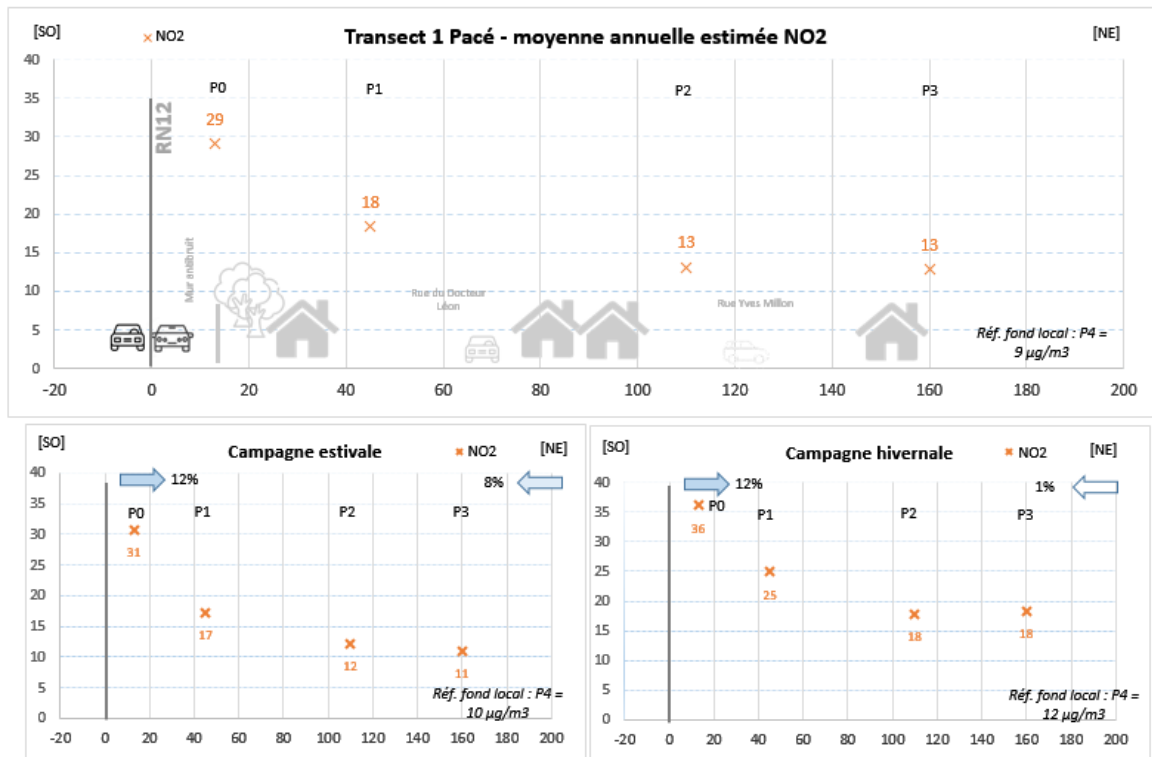 [SO]
× NO2
Transect 1 Pacé - moyenne annuelle estimée NO2
[NE]
40
35
30
25
20
15
10
5
0
P0
P1
P2
P3
RN12
29
18
13
13
Mur antibruit
Rue du Docteur
Léon
Rue Yves Millon
Réf. fond local : P4 =
9 µg/m3
-20 0 20 40 60 80 100 120 140 160 180 200
[SO]
Campagne estivale
× NO2
[NE]
12%
8%
40
35
30
25
20
15
10
5
0
P0
P1
P2
P3
31
17
12
11
Réf. fond local : P4 =
10 µg/m3
-20 0 20 40 60 80 100 120 140 160 180 200
[SO]
Campagne hivernale
× NO2
[NE]
12%
1%
40
35
30
25
20
15
10
5
0
P0
P1
P2
P3
36
25
18
18
Réf. fond local : P4 =
12 µg/m3
-20 0 20 40 60 80 100 120 140 160 180 200